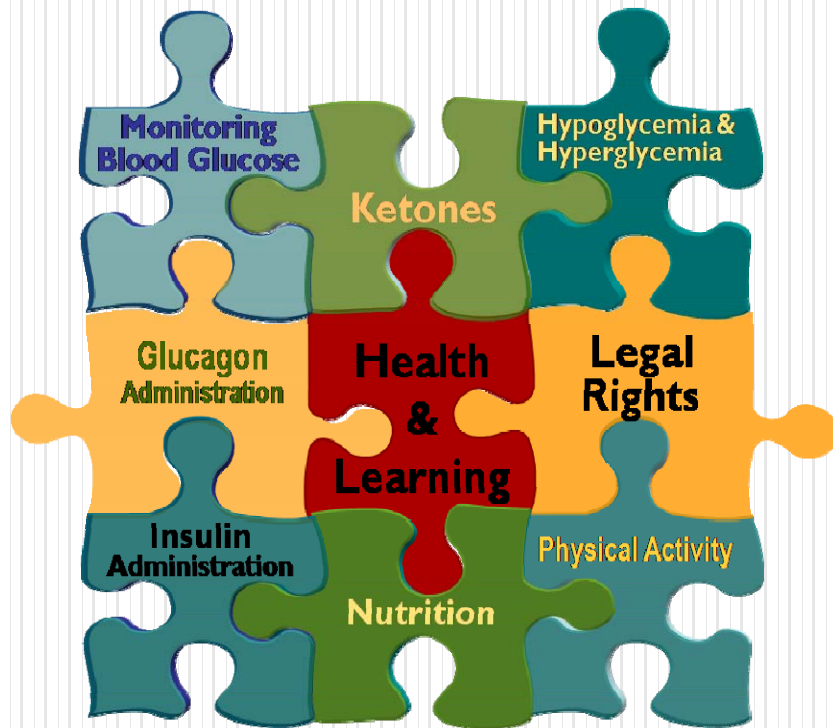 Monitoring
Blood Glucose
Ketones
Hypoglycemia &
Hyperglycemia
Glucagon
Administration
Health
&
Learning
Legal
Rights
Insulin
Administration
Nutrition
Physical Activity